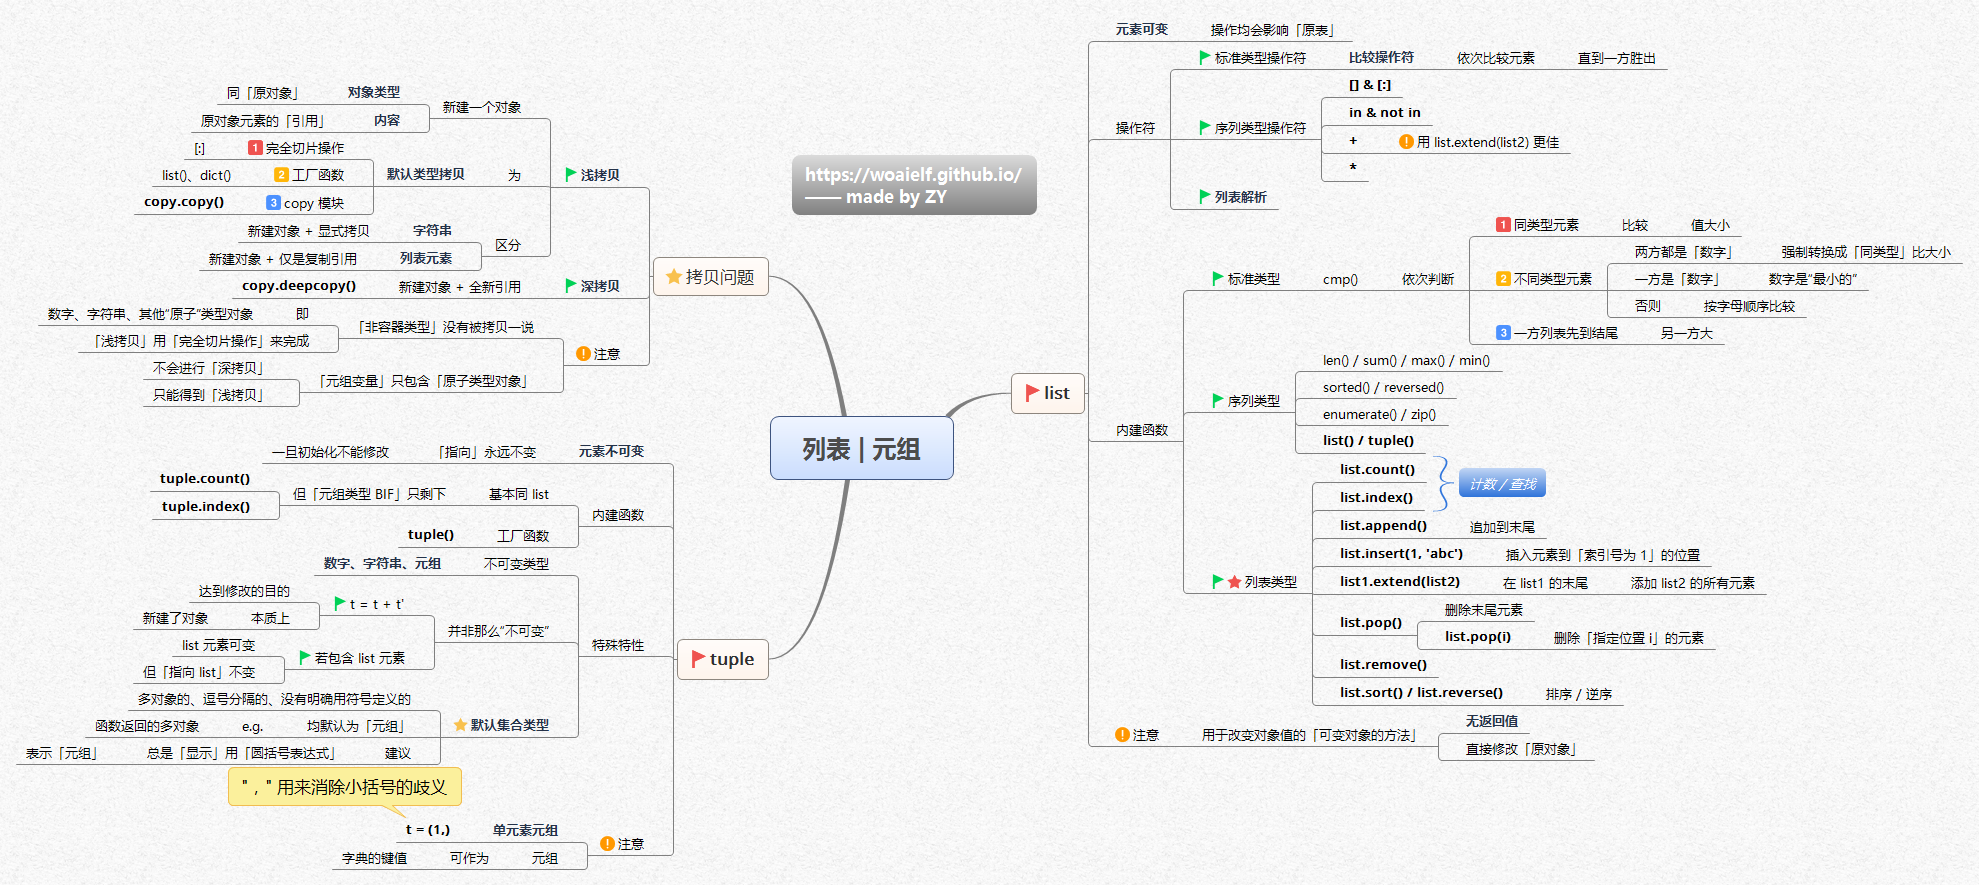 列表 | 元组
https://woaielf.github.io/
—— made by ZY
list
元素可变 操作均会影响「原表」
操作符
标准类型操作符 比较操作符 依次比较元素 直到一方胜出
序列类型操作符
[] & [:]
in & not in
+ 用 list.extend(list2) 更佳
*
列表解析
内建函数
标准类型 cmp() 依次判断
1 同类型元素 比较 值大小
2 不同类型元素
两方都是「数字」 强制转换成「同类型」比大小
一方是「数字」 数字是“最小的”
否则 按字母顺序比较
3 一方列表先到结尾 另一方大
序列类型
len() / sum() / max() / min()
sorted() / reversed()
enumerate() / zip()
list() / tuple()
列表类型
list.count()
list.index()
计数 / 查找
list.append() 追加到末尾
list.insert(1, 'abc') 插入元素到「索引号为 1」的位置
list1.extend(list2) 在 list1 的末尾 添加 list2 的所有元素
list.pop()
删除末尾元素
list.pop(i) 删除「指定位置 i」的元素
list.remove()
list.sort() / list.reverse() 排序 / 逆序
注意 用于改变对象值的「可变对象的方法」
无返回值
直接修改「原对象」
拷贝问题
浅拷贝
新建一个对象
对象类型 同「原对象」
内容 原对象元素的「引用」
为 默认类型拷贝
1 完全切片操作 [:]
2 工厂函数 list()、dict()
3 copy 模块 copy.copy()
区分
字符串 新建对象 + 显式拷贝
列表元素 新建对象 + 仅是复制引用
深拷贝 新建对象 + 全新引用 copy.deepcopy()
注意
「非容器类型」没有被拷贝一说
即 数字、字符串、其他“原子”类型对象
「浅拷贝」用「完全切片操作」来完成
「元组变量」只包含「原子类型对象」
不会进行「深拷贝」
只能得到「浅拷贝」
tuple
元素不可变 「指向」永远不变 一旦初始化不能修改
内建函数
基本同 list 但「元组类型 BIF」只剩下
tuple.count()
tuple.index()
工厂函数 tuple()
特殊特性
不可变类型 数字、字符串、元组
并非那么“不可变”
t = t + t'
达到修改的目的
本质上 新建了对象
若包含 list 元素
list 元素可变
但「指向 list」不变
默认集合类型
多对象的、逗号分隔的、没有明确用符号定义的
均默认为「元组」 e.g. 函数返回的多对象
建议 总是「显示」用「圆括号表达式」 表示「元组」
注意
单元素元组 t = (1,)
" , " 用来消除小括号的歧义
元组 可作为 字典的键值